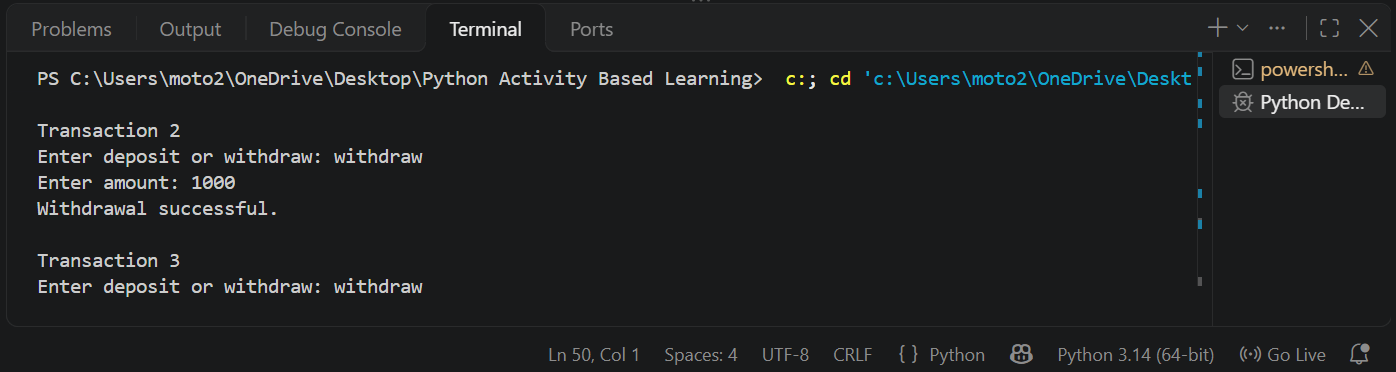 Problems Output Debug Console Terminal Ports
PS C:\Users\moto2\OneDrive\Desktop\Python Activity Based Learning>  c:; cd 'c:\Users\moto2\OneDrive\Deskt
powersh...
Python De...
Transaction 2
Enter deposit or withdraw: withdraw
Enter amount: 1000
Withdrawal successful.
Transaction 3
Enter deposit or withdraw: withdraw
Ln 50, Col 1 Spaces: 4 UTF-8 CRLF { } Python Python 3.14 (64-bit) Go Live